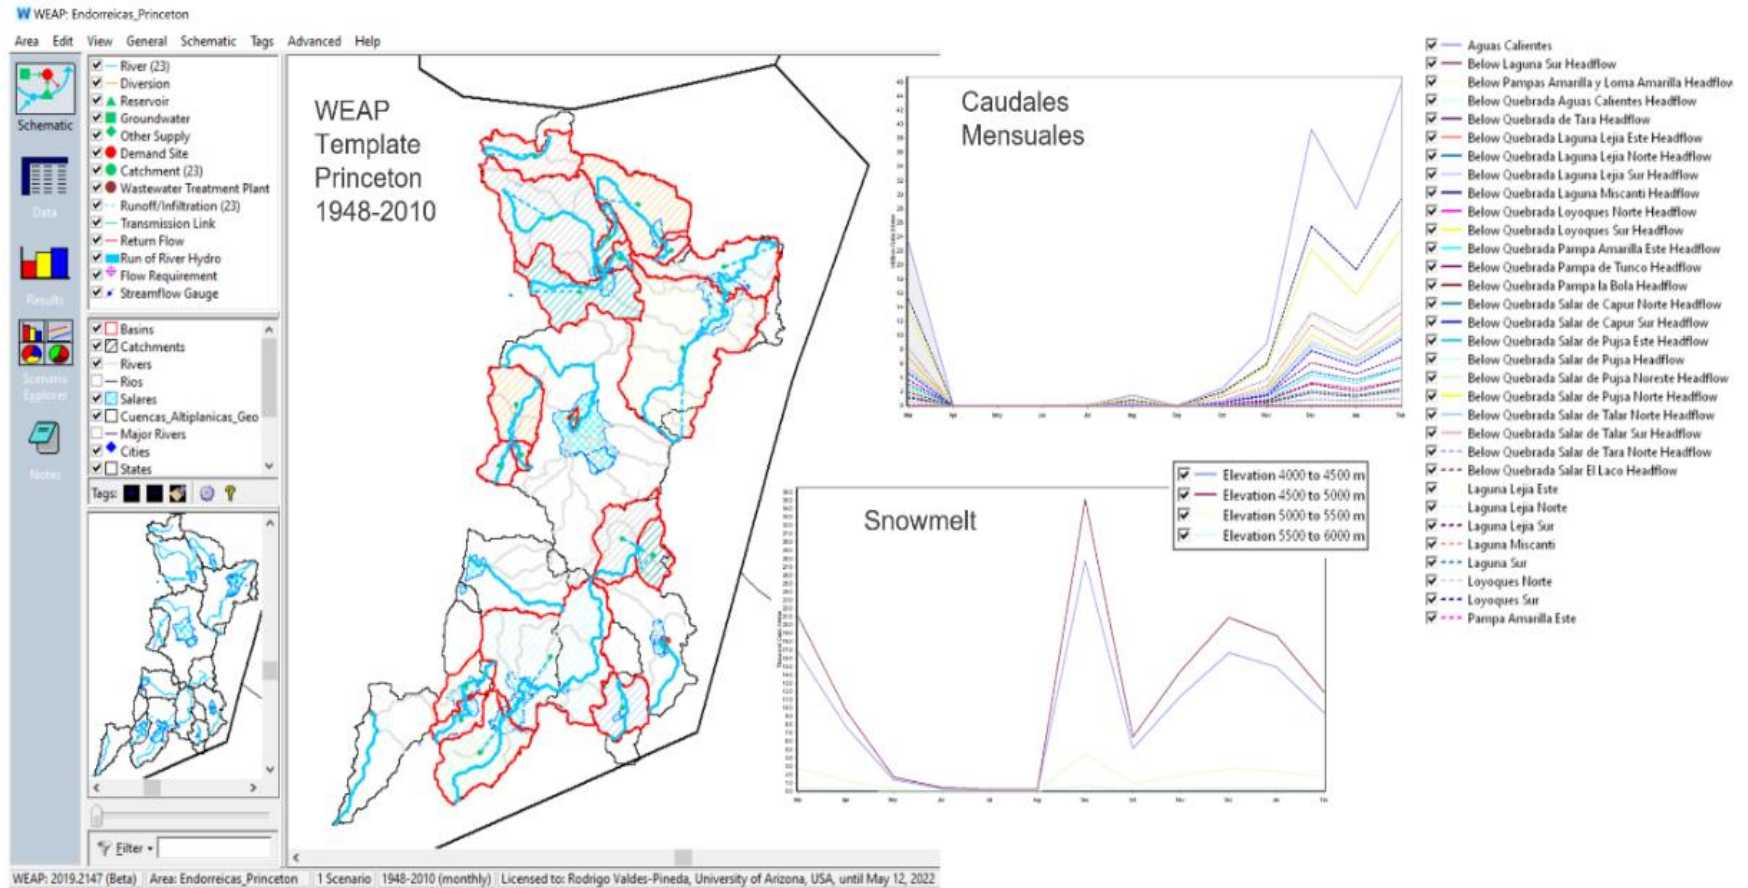 W WEAP: Endorreicas_Princeton
Area Edit View General Schematic Tags Advanced Help
Schematic
Data
Results
Scenario
Explorer
Notes
River (23)
Diversion
Reservoir
Groundwater
Other Supply
Demand Site
Catchment (23)
Wastewater Treatment Plant
Runoff/Infiltration (23)
Transmission Link
Return Flow
Run of River Hydro
Flow Requirement
Streamflow Gauge
Basins
Catchments
Rivers
Rios
Salares
Cuencas_Altiplanicas_Geo
Major Rivers
Cities
States
Tags:
Filter
WEAP
Template
Princeton
1948-2010
Caudales
Mensuales
Snowmelt
Elevation 4000 to 4500 m
Elevation 4500 to 5000 m
Elevation 5000 to 5500 m
Elevation 5500 to 6000 m
Aguas Calientes
Below Laguna Sur Headflow
Below Pampas Amarilla y Loma Amarilla Headflow
Below Quebrada Aguas Calientes Headflow
Below Quebrada de Tara Headflow
Below Quebrada Laguna Lejia Este Headflow
Below Quebrada Laguna Lejia Norte Headflow
Below Quebrada Laguna Lejia Sur Headflow
Below Quebrada Laguna Miscanti Headflow
Below Quebrada Loyoques Norte Headflow
Below Quebrada Loyoques Sur Headflow
Below Quebrada Pampa Amarilla Este Headflow
Below Quebrada Pampa de Tunco Headflow
Below Quebrada Pampa la Bola Headflow
Below Quebrada Salar de Capur Norte Headflow
Below Quebrada Salar de Capur Sur Headflow
Below Quebrada Salar de Pujsa Este Headflow
Below Quebrada Salar de Pujsa Headflow
Below Quebrada Salar de Pujsa Noreste Headflow
Below Quebrada Salar de Pujsa Norte Headflow
Below Quebrada Salar de Talar Norte Headflow
Below Quebrada Salar de Talar Sur Headflow
Below Quebrada Salar de Tara Norte Headflow
Below Quebrada Salar El Laco Headflow
Laguna Lejia Este
Laguna Lejia Norte
Laguna Lejia Sur
Laguna Miscanti
Laguna Sur
Loyoques Norte
Loyoques Sur
Pampa Amarilla Este
WEAP: 2019.2147 (Beta) Area: Endorreicas_Princeton 1 Scenario 1948-2010 (monthly) Licensed to: Rodrigo Valdes-Pineda, University of Arizona, USA, until May 12, 2022